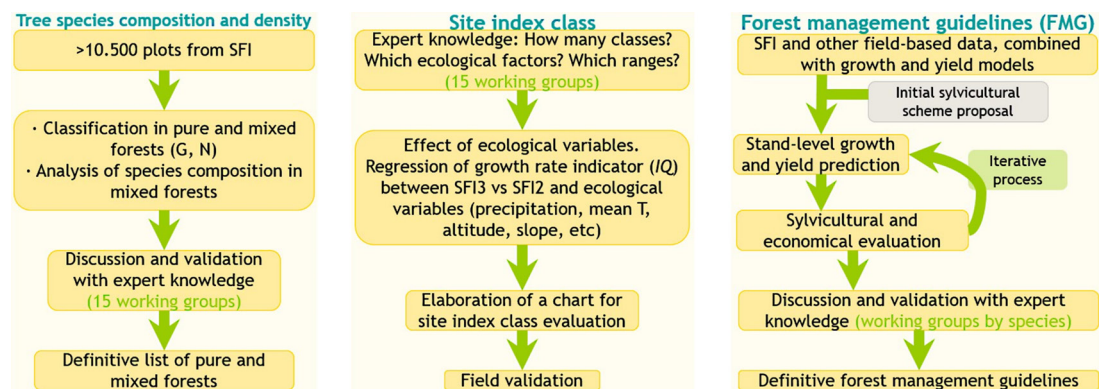 Tree species composition and density
>10.500 plots from SFI
· Classification in pure and mixed
forests (G, N)
· Analysis of species composition in
mixed forests
Discussion and validation
with expert knowledge
(15 working groups)
Definitive list of pure and
mixed forests
Site index class
Expert knowledge: How many classes?
Which ecological factors? Which ranges?
(15 working groups)
Effect of ecological variables.
Regression of growth rate indicator (IQ)
between SFI3 vs SFI2 and ecological
variables (precipitation, mean T,
altitude, slope, etc)
Elaboration of a chart for
site index class evaluation
Field validation
Forest management guidelines (FMG)
SFI and other field-based data, combined
with growth and yield models
Initial sylvicultural
scheme proposal
Stand-level growth
and yield prediction
Iterative
process
Sylvicultural and
economical evaluation
Discussion and validation with expert
knowledge (working groups by species)
Definitive forest management guidelines